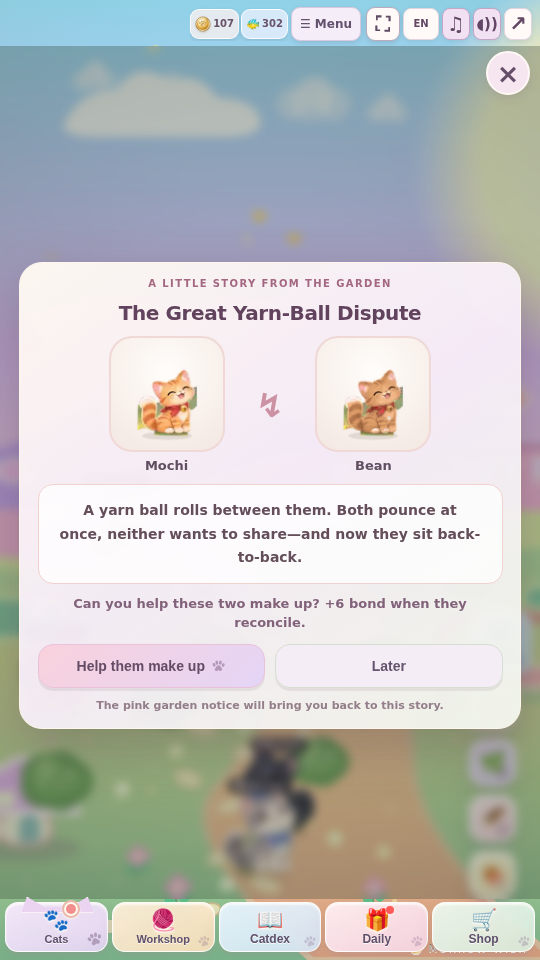 107
302
☰ Menu
EN
A LITTLE STORY FROM THE GARDEN
The Great Yarn-Ball Dispute
Mochi
Bean
A yarn ball rolls between them. Both pounce at
once, neither wants to share—and now they sit back-
to-back.
Can you help these two make up? +6 bond when they
reconcile.
Help them make up
Later
The pink garden notice will bring you back to this story.
Cats
Workshop
Catdex
Daily
Shop